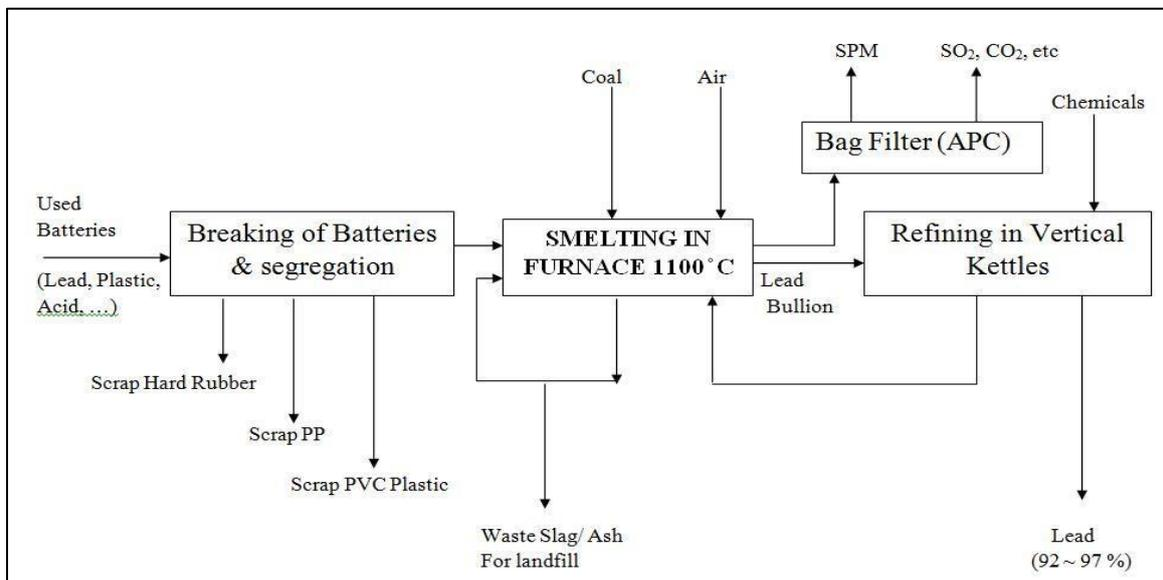 SPM
SO₂, CO₂, etc
Coal
Air
Chemicals
Bag Filter (APC)
Used
Batteries
(Lead, Plastic,
Acid, ...)
Breaking of Batteries
& segregation
SMELTING IN
FURNACE 1100˚C
Lead
Bullion
Refining in Vertical
Kettles
Scrap Hard Rubber
Scrap PP
Scrap PVC Plastic
Waste Slag/ Ash
For landfill
Lead
(92 ~ 97 %)